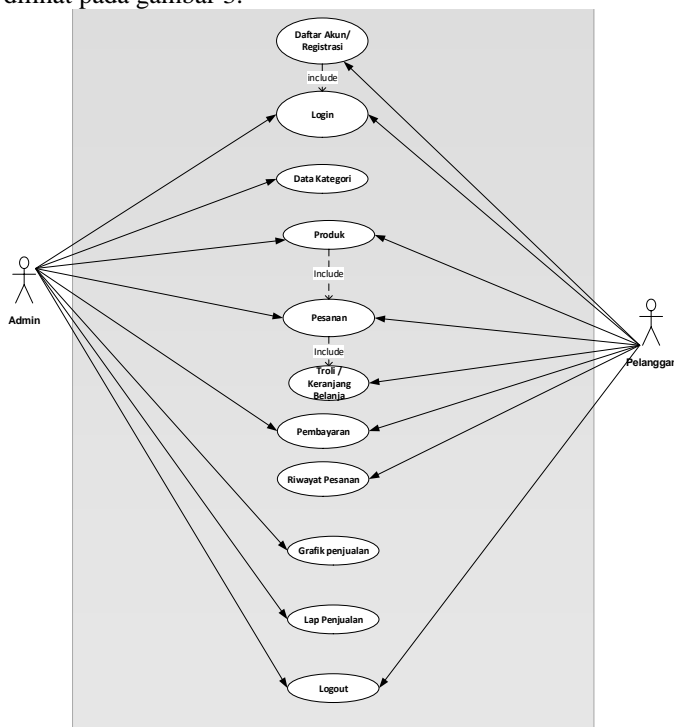 dilihat pada gambar 3.
Daftar Akun/
Registrasi
include
Login
Data Kategori
Produk
Include
Pesanan
Include
Troli /
Keranjang
Belanja
Pembayaran
Riwayat Pesanan
Grafik penjualan
Lap Penjualan
Logout
Admin
Pelanggan